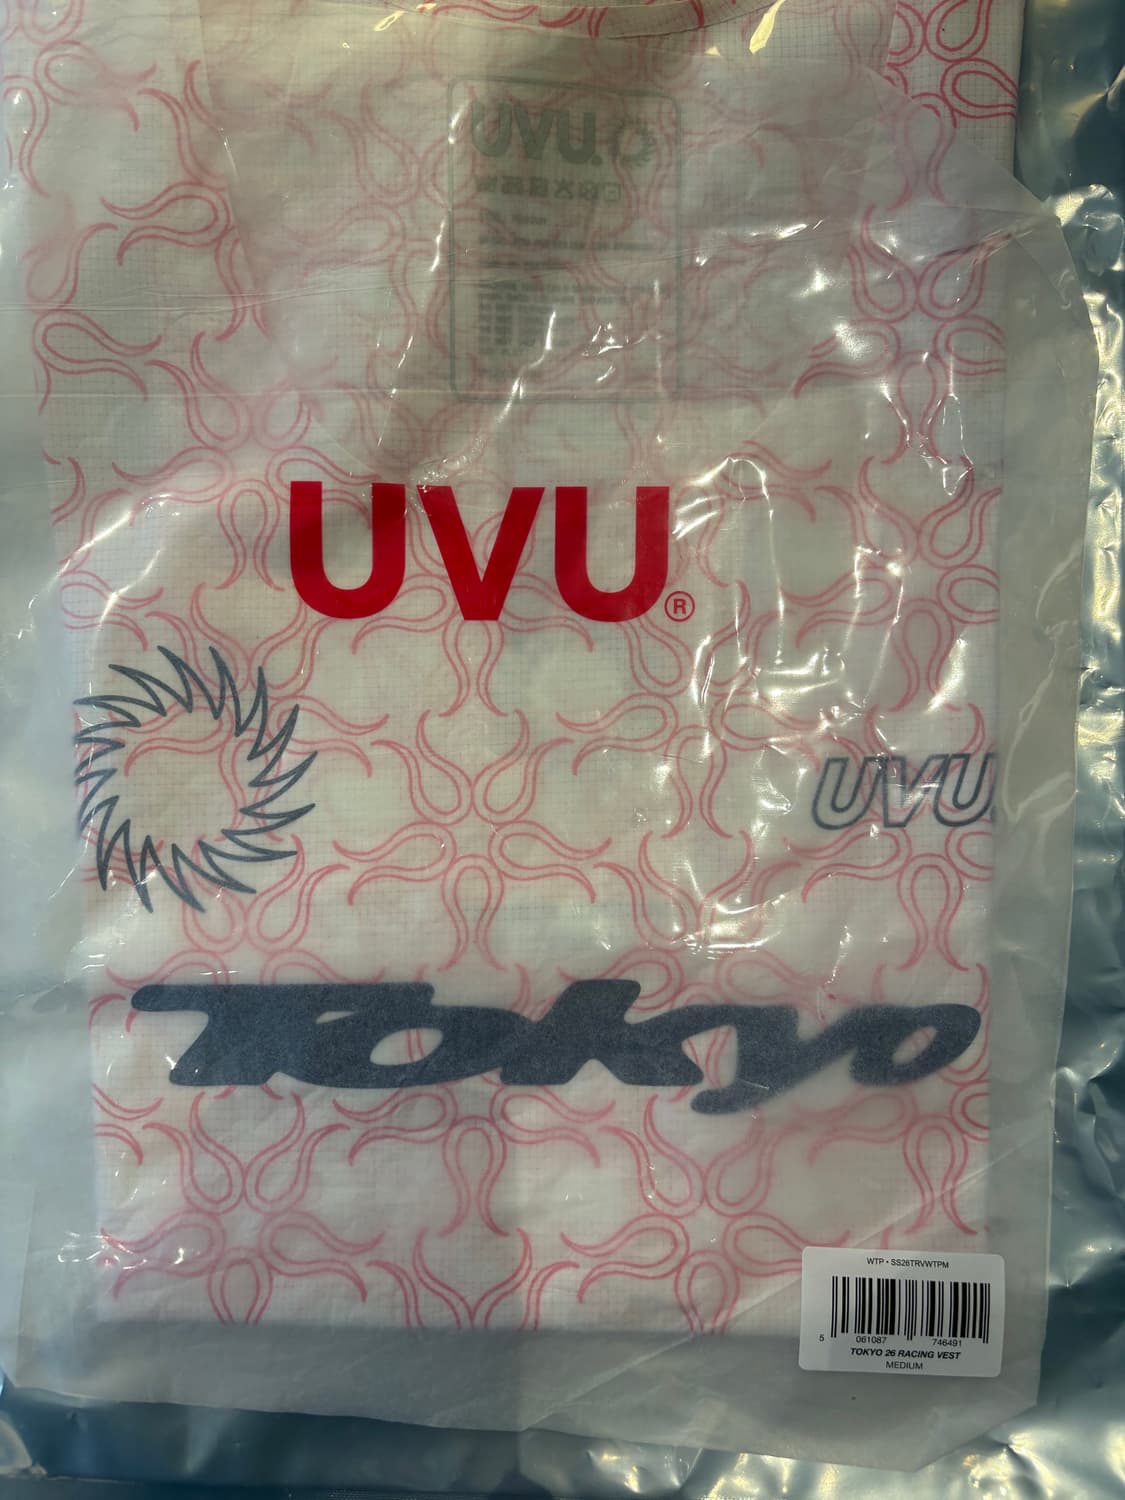 UVU
UVU®
UVU
Tokyo
WTP • SS26TRVWTPM
5 061087 746491
TOKYO 26 RACING VEST
MEDIUM